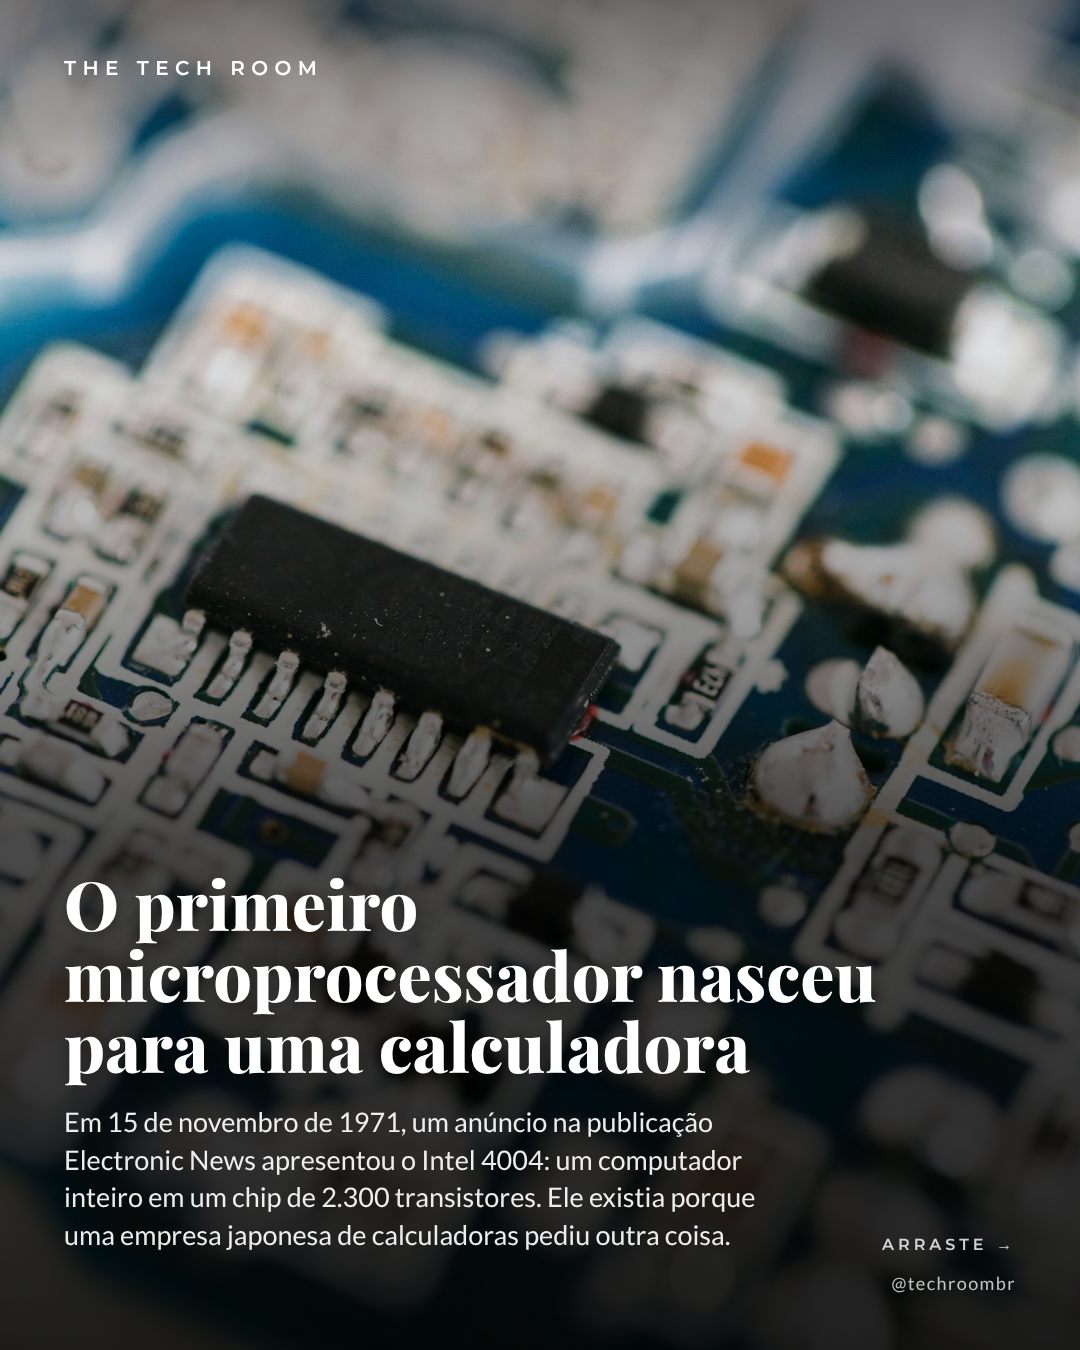 THE TECH ROOM
O primeiro
microprocessador nasceu
para uma calculadora
Em 15 de novembro de 1971, um anúncio na publicação
Electronic News apresentou o Intel 4004: um computador
inteiro em um chip de 2.300 transistores. Ele existia porque
uma empresa japonesa de calculadoras pediu outra coisa.
ARRASTE →
@techroombr